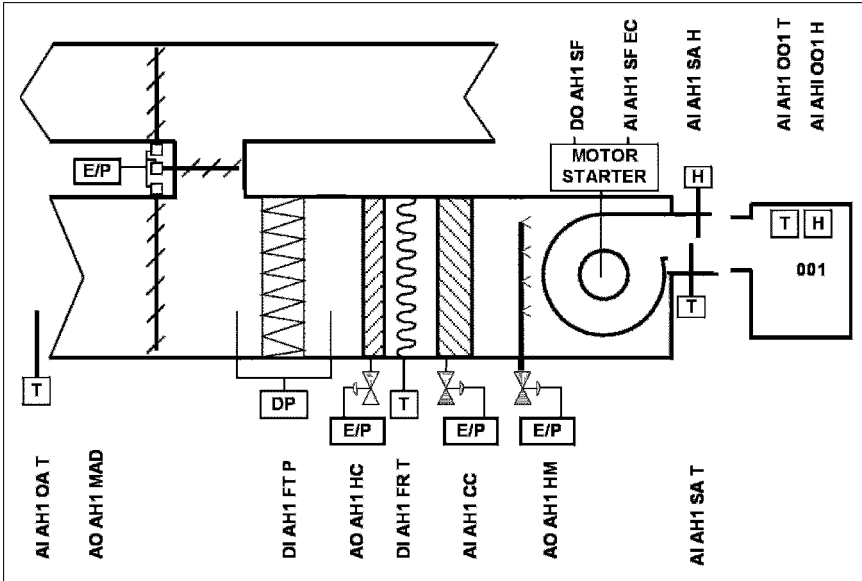 DO AH1 SF
AI AH1 SF EC
AI AH1 SA H
AI AH1 OO1 T
AI AHI OO1 H
E/P
MOTOR
STARTER
H
T H
001
T
T
DP
E/P
T
E/P
E/P
AI AH1 OA T
AO AH1 MAD
DI AH1 FT P
AO AH1 HC
DI AH1 FR T
AI AH1 CC
AO AH1 HM
AI AH1 SA T